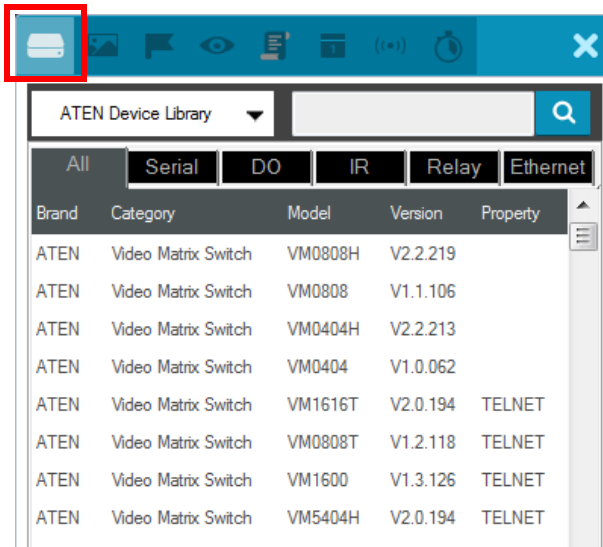 1
ATEN Device Library
All Serial DO IR Relay Ethernet
Brand Category Model Version Property
ATEN Video Matrix Switch VM0808H V2.2.219
ATEN Video Matrix Switch VM0808 V1.1.106
ATEN Video Matrix Switch VM0404H V2.2.213
ATEN Video Matrix Switch VM0404 V1.0.062
ATEN Video Matrix Switch VM1616T V2.0.194 TELNET
ATEN Video Matrix Switch VM0808T V1.2.118 TELNET
ATEN Video Matrix Switch VM1600 V1.3.126 TELNET
ATEN Video Matrix Switch VM5404H V2.0.194 TELNET